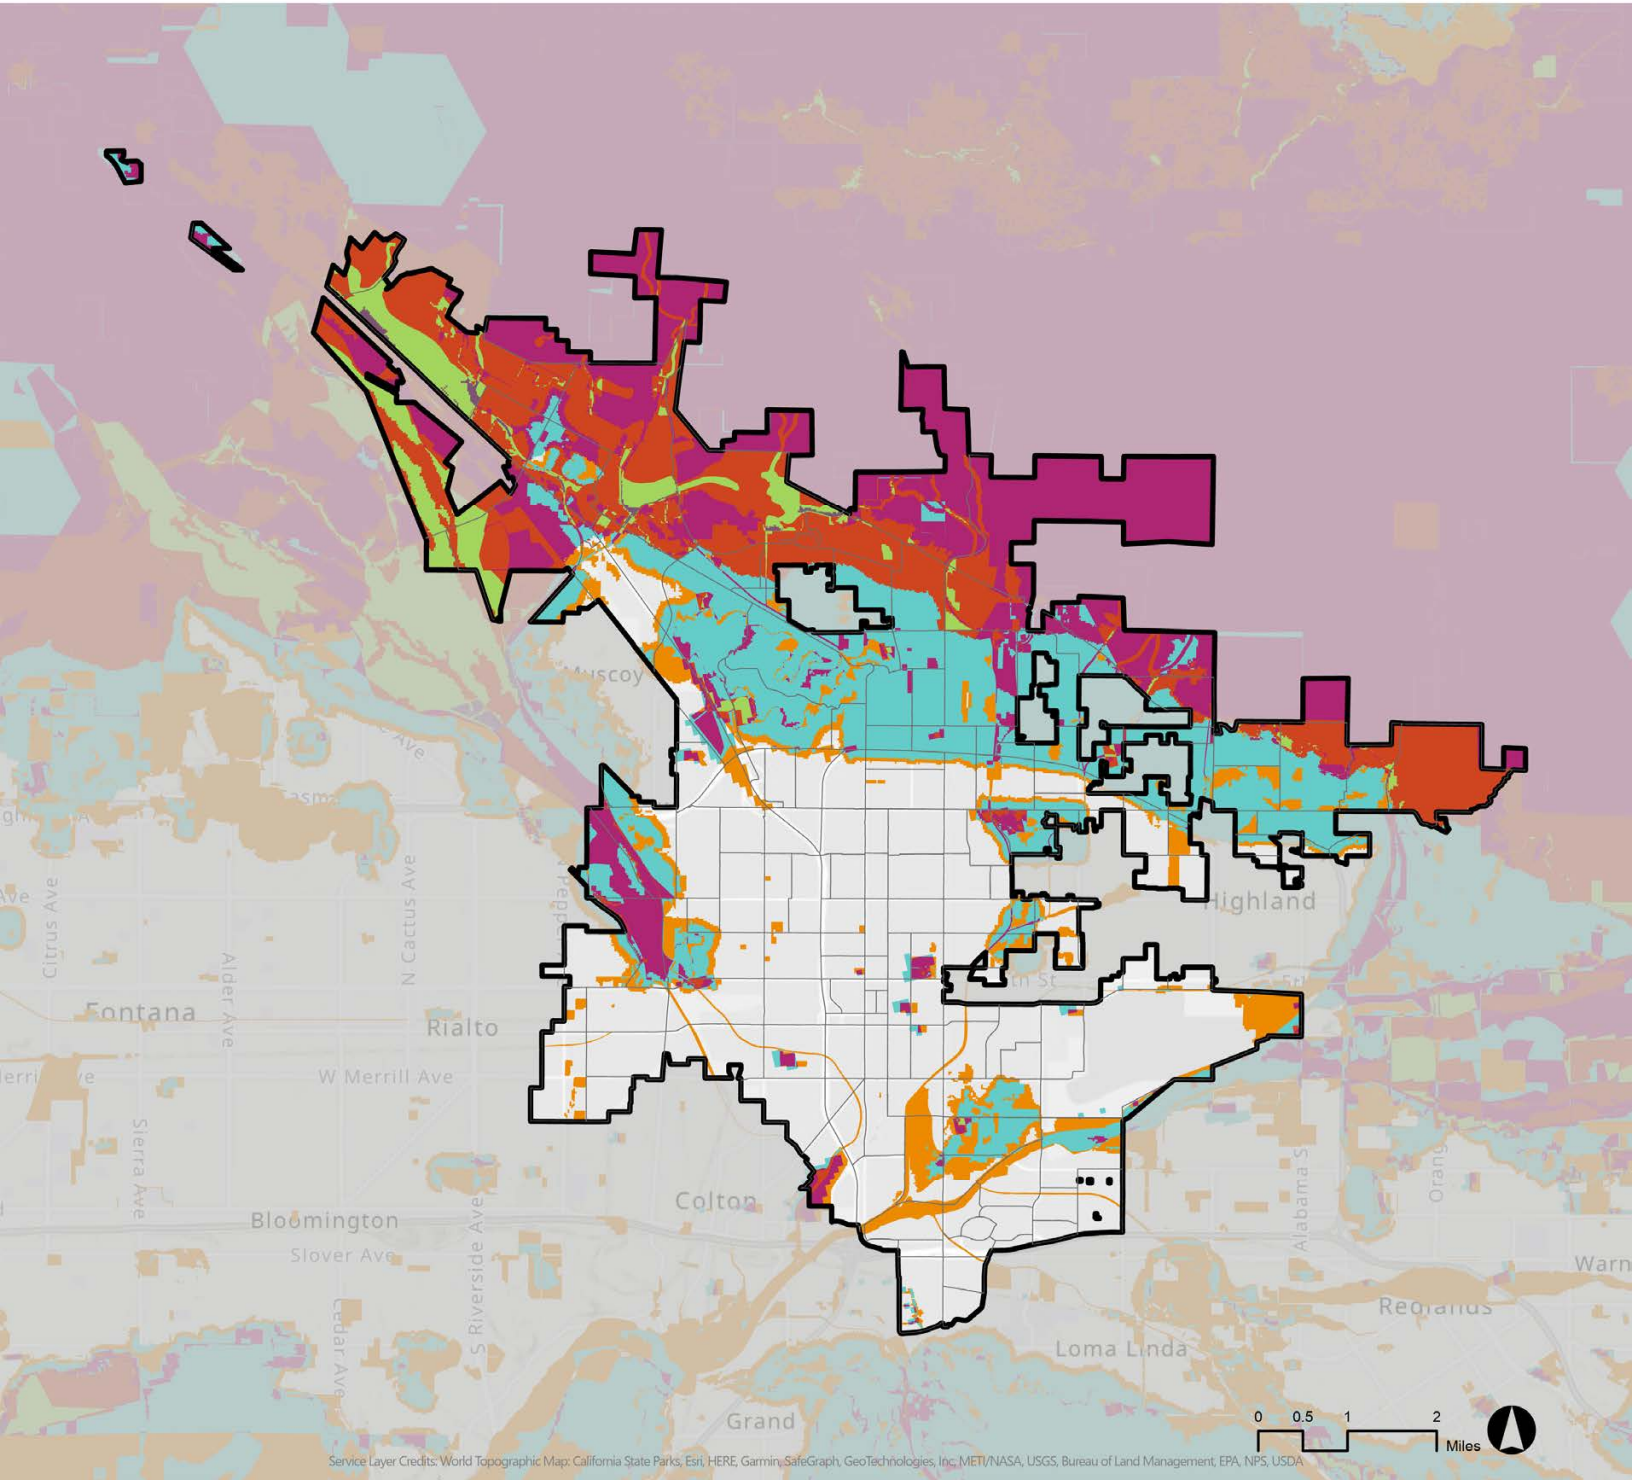 Muscoy
Highland
Citrus Ave
N Cactus Ave
Alder Ave
Fontana
Rialto
W Merrill Ave
Sierra Ave
Bloomington
Slover Ave
Colton
S Riverside Ave
Cedar Ave
Alabama S
Orang
Warn
Redlands
Loma Linda
Grand
0 0.5 1 2
Miles
Service Layer Credits: World Topographic Map: California State Parks, Esri, HERE, Garmin, SafeGraph, GeoTechnologies, Inc, METI/NASA, USGS, Bureau of Land Management, EPA, NPS, USDA